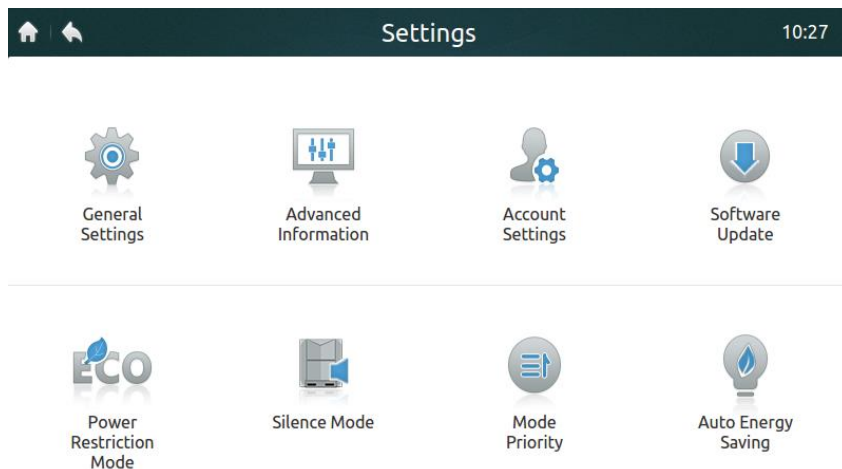 Settings
10:27
General
Settings
Advanced
Information
Account
Settings
Software
Update
ECO
Power
Restriction
Mode
Silence Mode
Mode
Priority
Auto Energy
Saving